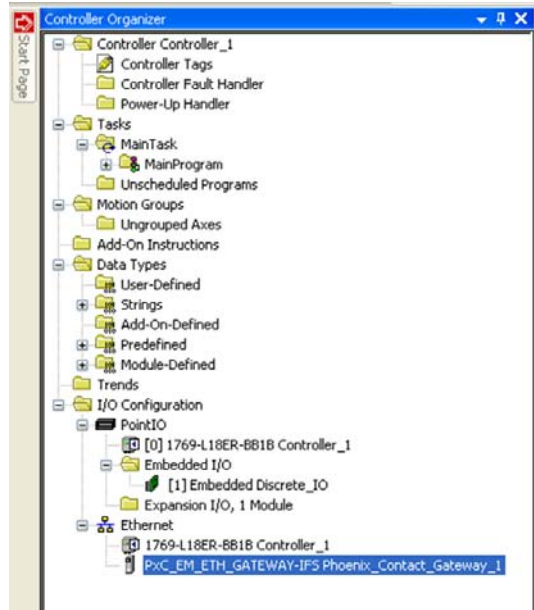 Controller Organizer
Start Page
Controller Controller_1
Controller Tags
Controller Fault Handler
Power-Up Handler
Tasks
MainTask
MainProgram
Unscheduled Programs
Motion Groups
Ungrouped Axes
Add-On Instructions
Data Types
User-Defined
Strings
Add-On-Defined
Predefined
Module-Defined
Trends
I/O Configuration
PointIO
[0] 1769-L18ER-BB1B Controller_1
Embedded I/O
[1] Embedded Discrete_IO
Expansion I/O, 1 Module
Ethernet
1769-L18ER-BB1B Controller_1
PxC_EM_ETH_GATEWAY-IFS Phoenix_Contact_Gateway_1